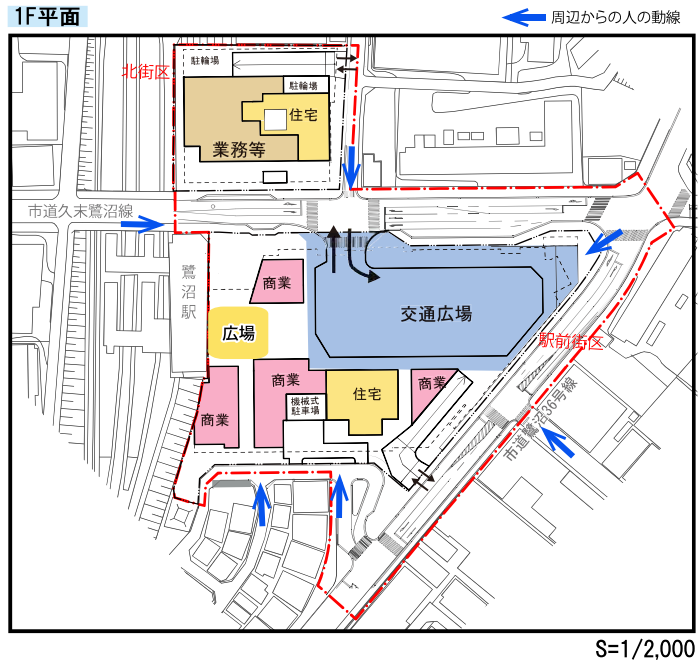 1F平面
周辺からの人の動線
北街区
駐輪場
駐輪場
住宅
業務等
市道久末鷺沼線
鷺沼駅
商業
広場
交通広場
駅前街区
商業
商業
機械式
駐車場
住宅
商業
市道鷺沼36号線
S=1/2,000